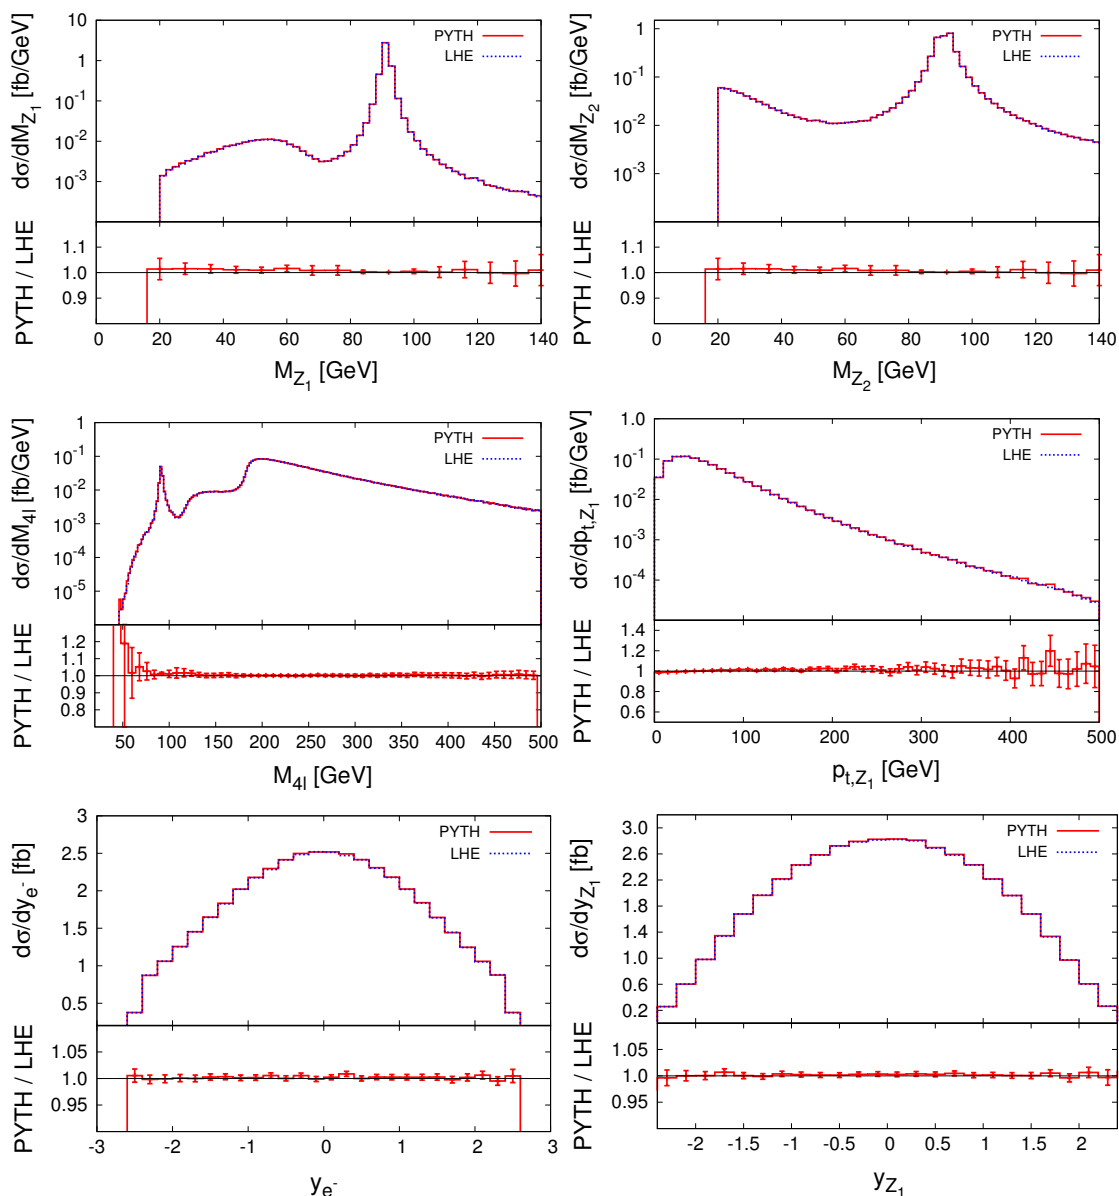 dσ/dM_Z1 [fb/GeV]
10
1
10^-1
10^-2
10^-3
PYTH
LHE
PYTH / LHE
1.1
1.0
0.9
0 20 40 60 80 100 120 140
M_Z1 [GeV]
dσ/dM_Z2 [fb/GeV]
1
10^-1
10^-2
10^-3
PYTH
LHE
PYTH / LHE
1.1
1.0
0.9
0 20 40 60 80 100 120 140
M_Z2 [GeV]
dσ/dM_4l [fb/GeV]
1
10^-1
10^-2
10^-3
10^-4
10^-5
PYTH
LHE
PYTH / LHE
1.2
1.1
1.0
0.9
0.8
50 100 150 200 250 300 350 400 450 500
M_4l [GeV]
dσ/dp_t,Z1 [fb/GeV]
1.0
10^-1
10^-2
10^-3
10^-4
PYTH
LHE
PYTH / LHE
1.4
1.2
1.0
0.8
0.6
0 100 200 300 400 500
p_t,Z1 [GeV]
dσ/dy_e- [fb]
3
2.5
2.0
1.5
1.0
0.5
PYTH
LHE
PYTH / LHE
1.05
1.0
0.95
-3 -2 -1 0 1 2 3
y_e-
dσ/dy_Z1 [fb]
3.0
2.6
2.2
1.8
1.4
1.0
0.6
0.2
PYTH
LHE
PYTH / LHE
1.05
1.0
0.95
-2 -1.5 -1 -0.5 0 0.5 1 1.5 2
y_Z1